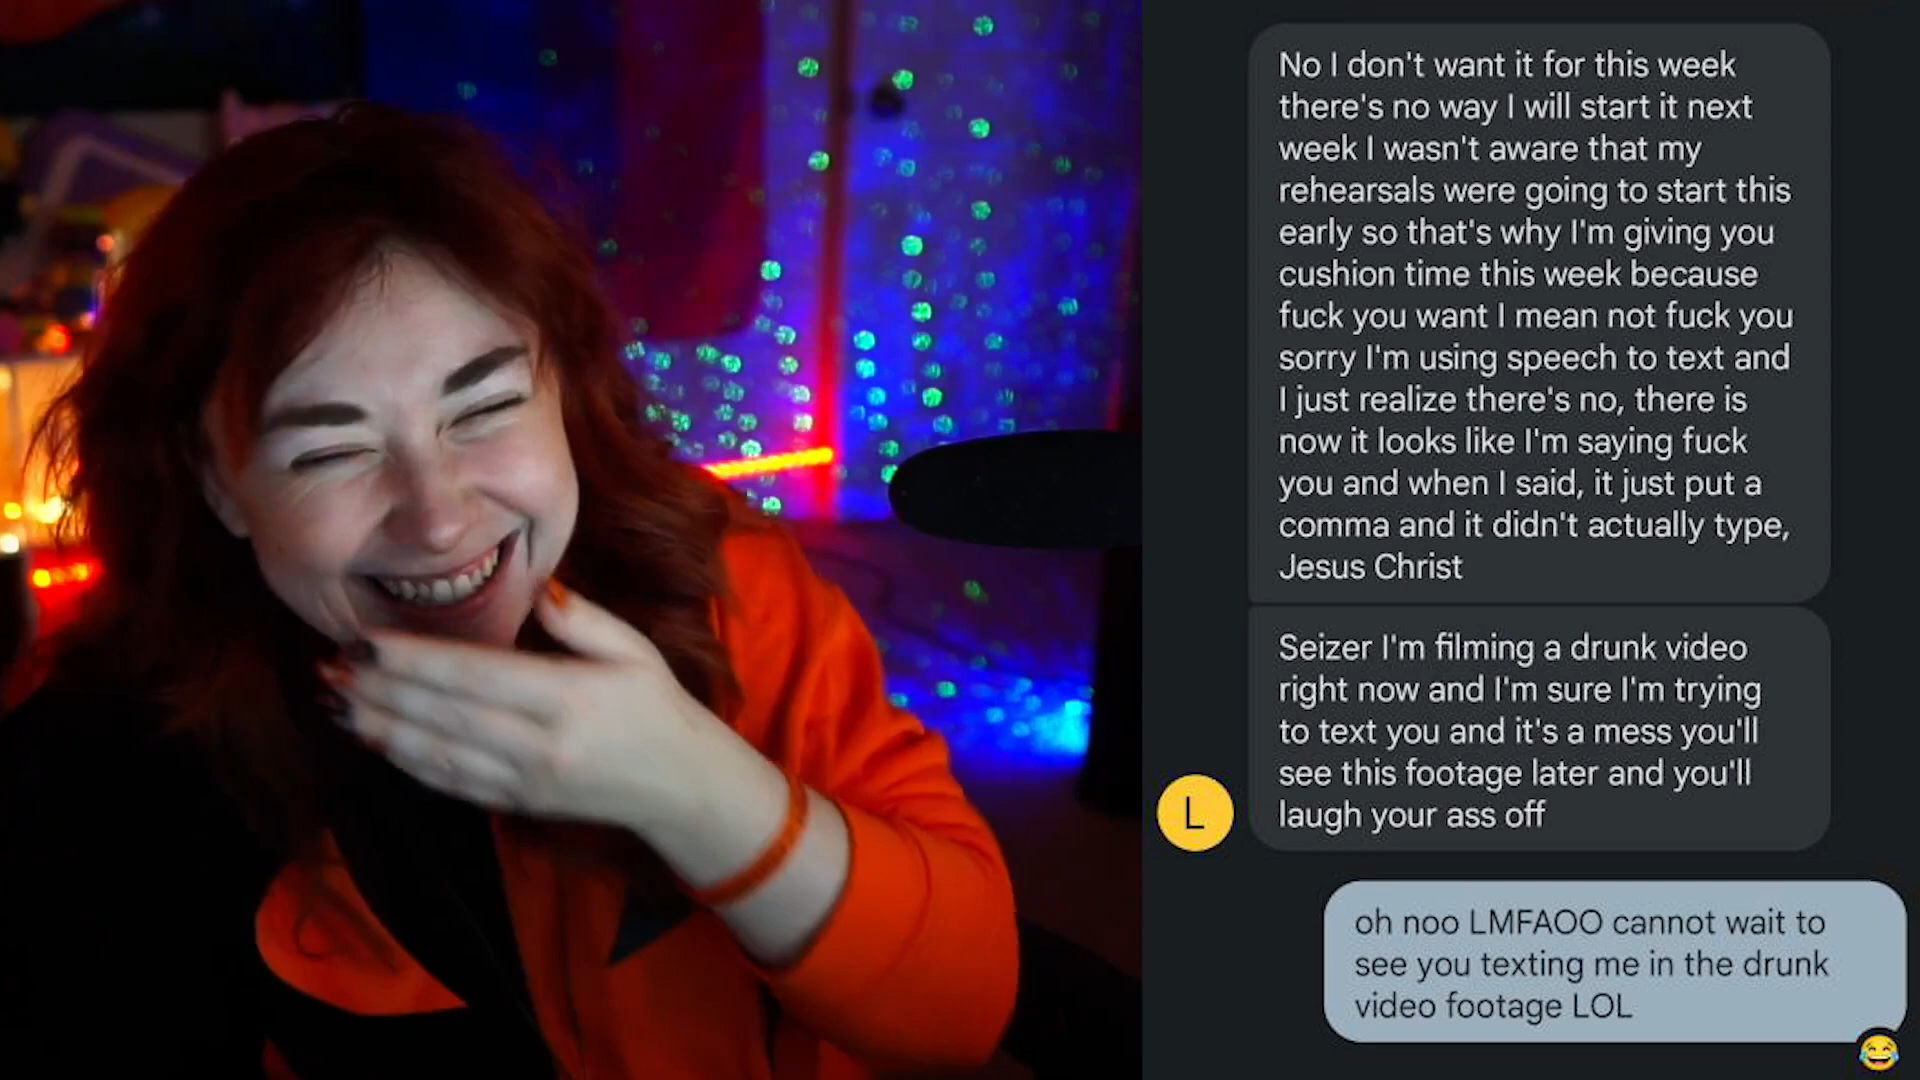 No I don't want it for this week
there's no way I will start it next
week I wasn't aware that my
rehearsals were going to start this
early so that's why I'm giving you
cushion time this week because
fuck you want I mean not fuck you
sorry I'm using speech to text and
I just realize there's no, there is
now it looks like I'm saying fuck
you and when I said, it just put a
comma and it didn't actually type,
Jesus Christ
Seizer I'm filming a drunk video
right now and I'm sure I'm trying
to text you and it's a mess you'll
see this footage later and you'll
laugh your ass off
L
oh noo LMFAOO cannot wait to
see you texting me in the drunk
video footage LOL